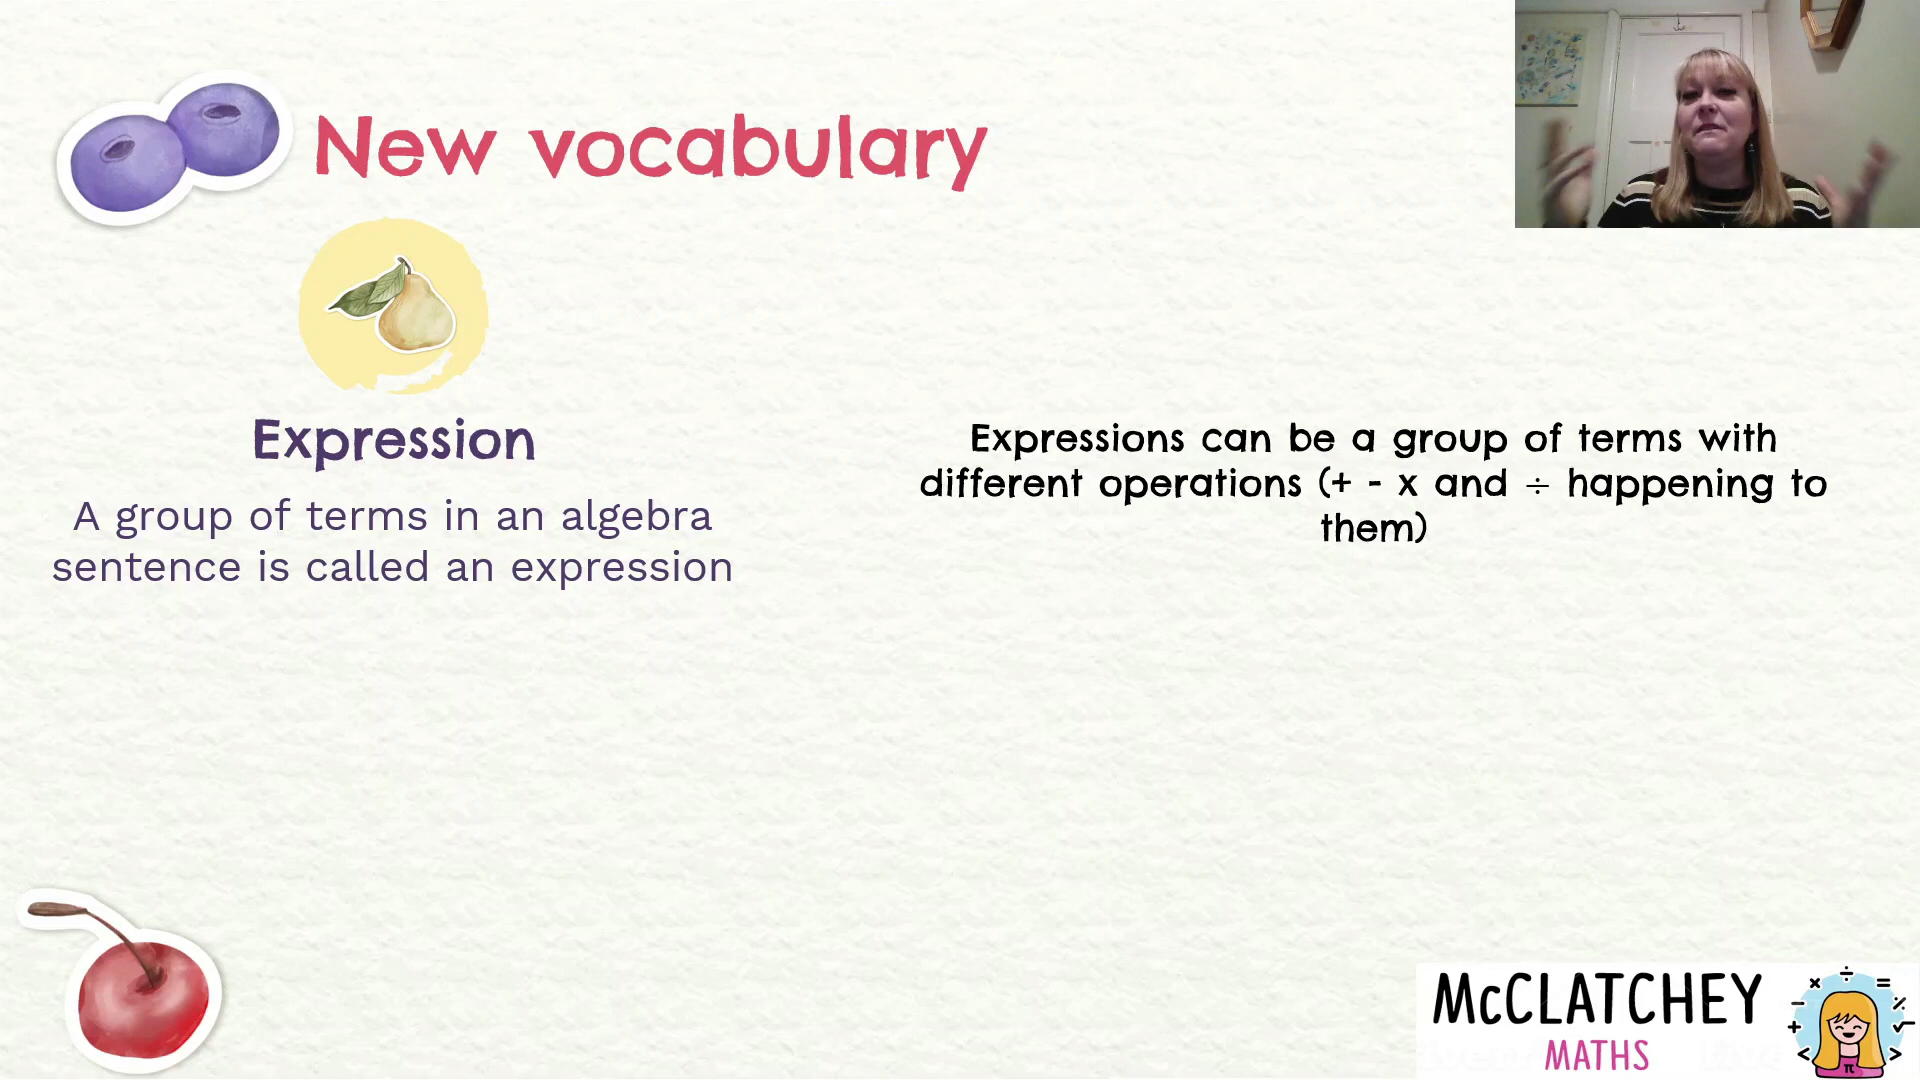 New vocabulary
Expression
A group of terms in an algebra
sentence is called an expression
Expressions can be a group of terms with
different operations (+ - x and ÷ happening to
them)
McCLATCHEY
MATHS